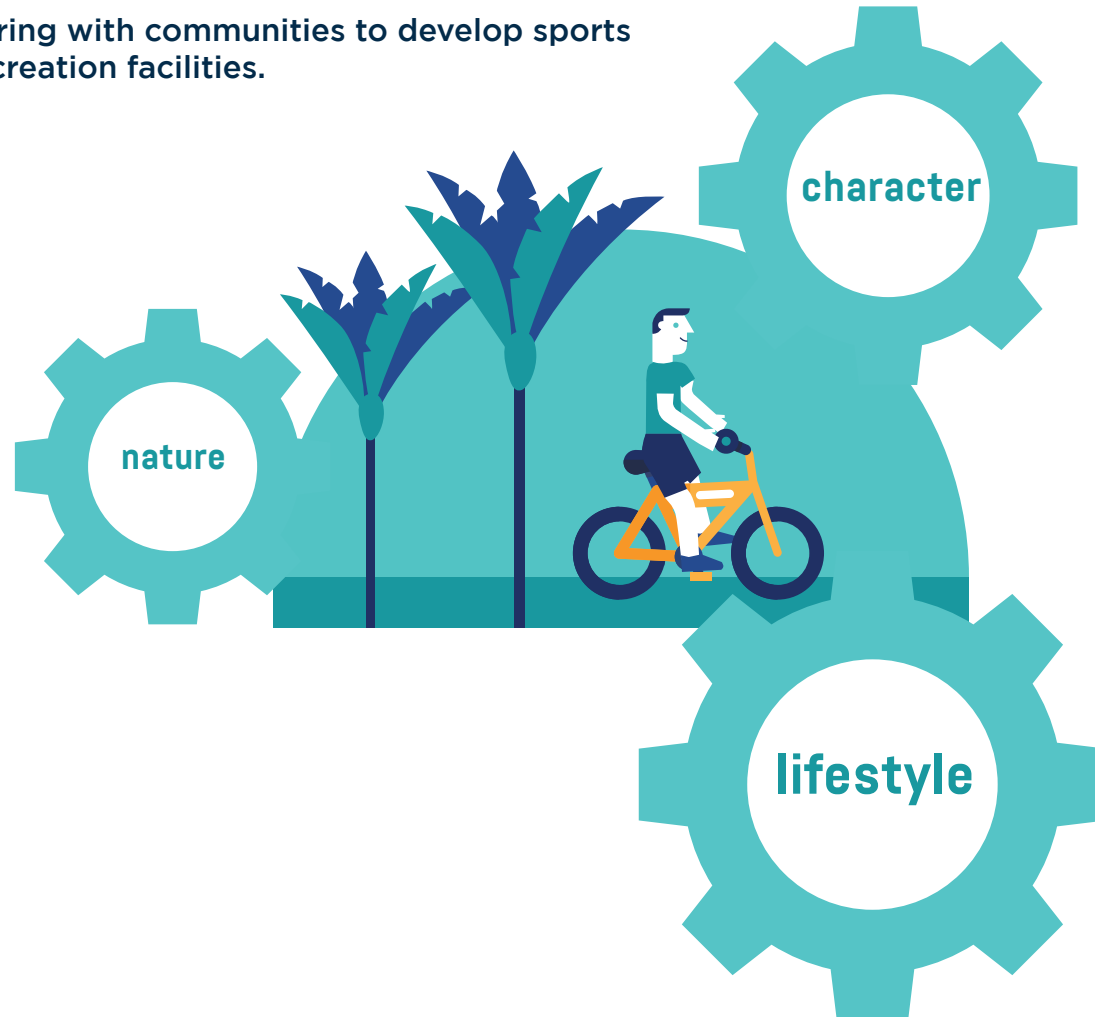 ring with communities to develop sports
creation facilities.
character
nature
lifestyle